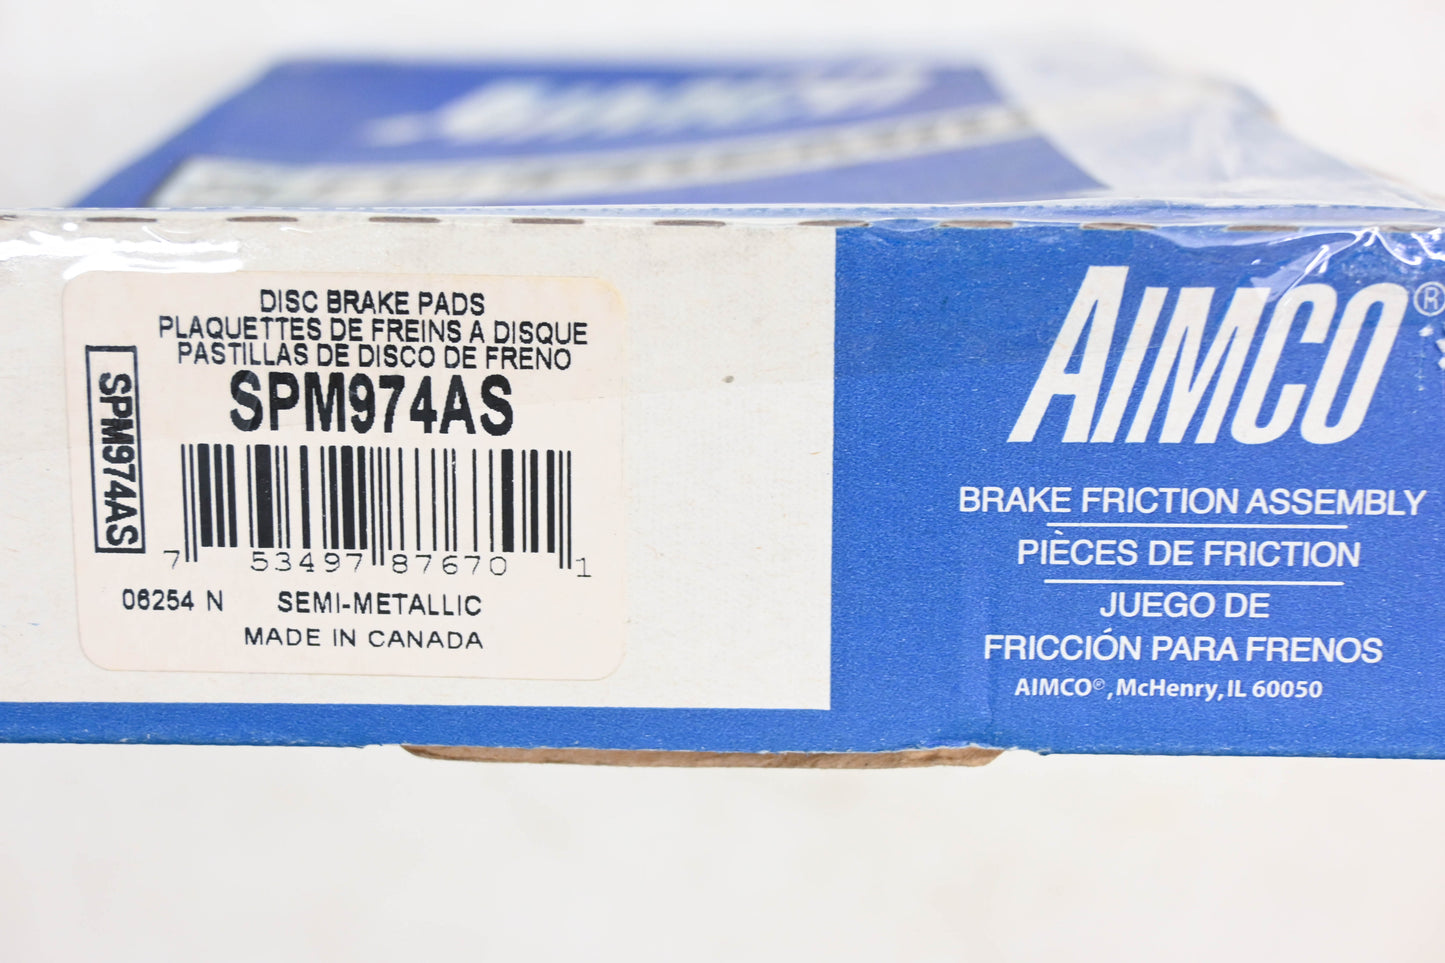 DISC BRAKE PADS
PLAQUETTES DE FREINS A DISQUE
PASTILLAS DE DISCO DE FRENO
SPM974AS
SPM974AS
7 53497 87670 1
06254 N SEMI-METALLIC
MADE IN CANADA
AIMCO®
BRAKE FRICTION ASSEMBLY
PIÈCES DE FRICTION
JUEGO DE
FRICCIÓN PARA FRENOS
AIMCO®, McHenry, IL 60050